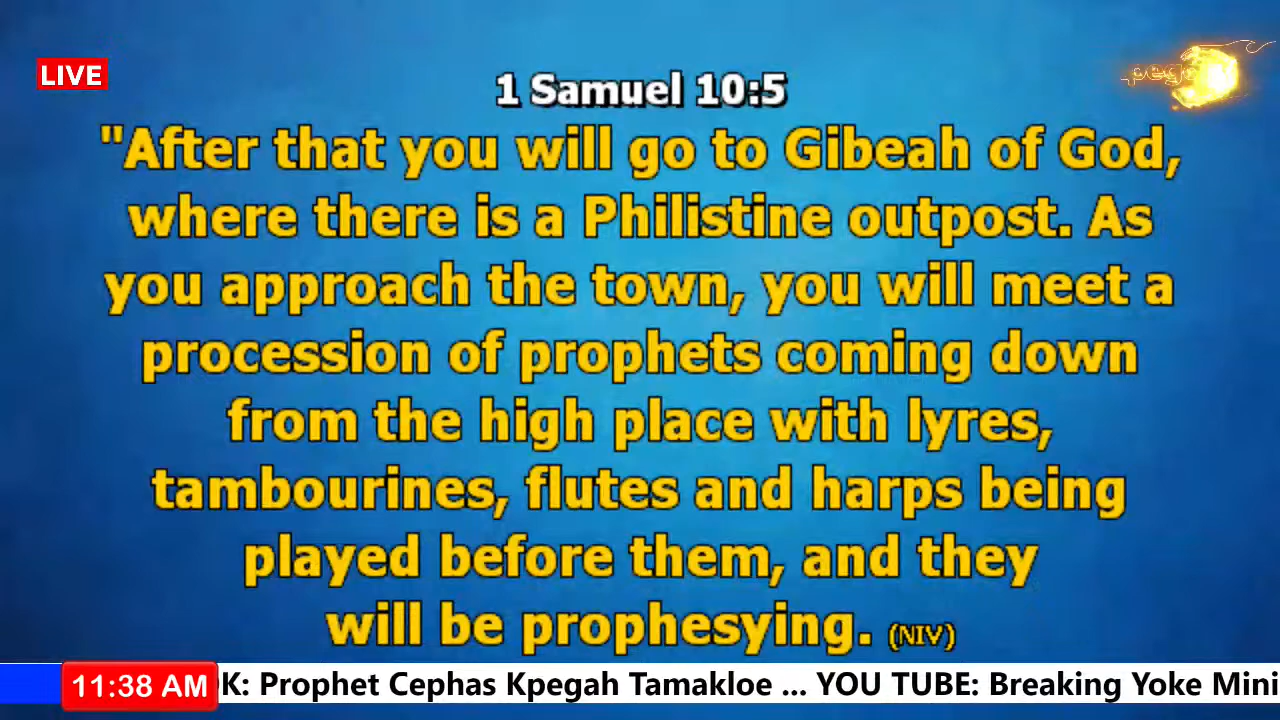 LIVE
1 Samuel 10:5
"After that you will go to Gibeah of God,
where there is a Philistine outpost. As
you approach the town, you will meet a
procession of prophets coming down
from the high place with lyres,
tambourines, flutes and harps being
played before them, and they
will be prophesying. (NIV)
11:38 AM K: Prophet Cephas Kpegah Tamakloe ... YOU TUBE: Breaking Yoke Mini